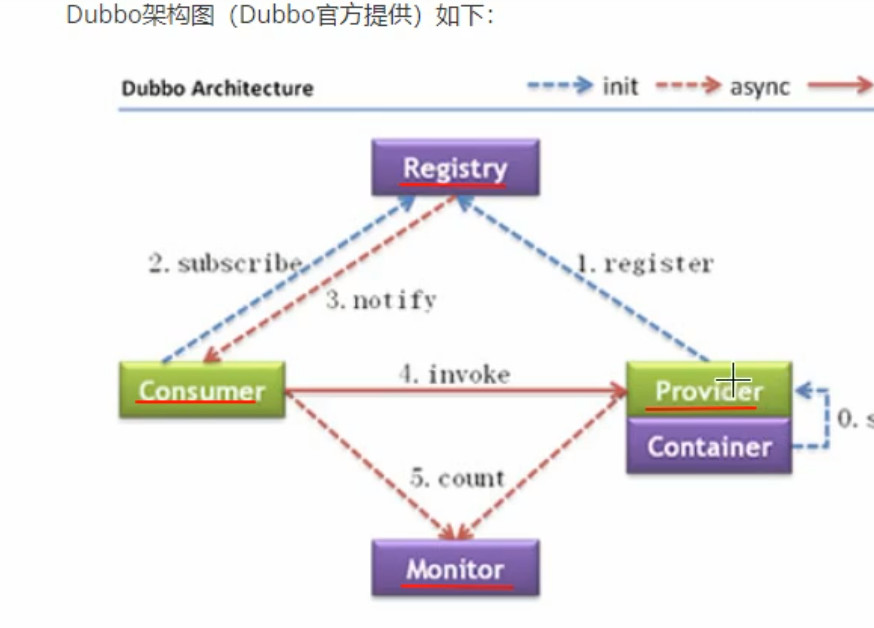 Dubbo架构图（Dubbo官方提供）如下：
Dubbo Architecture
init
async
Registry
2. subscribe
1. register
3. notify
4. invoke
Consumer
Provider
0. s
Container
5. count
Monitor